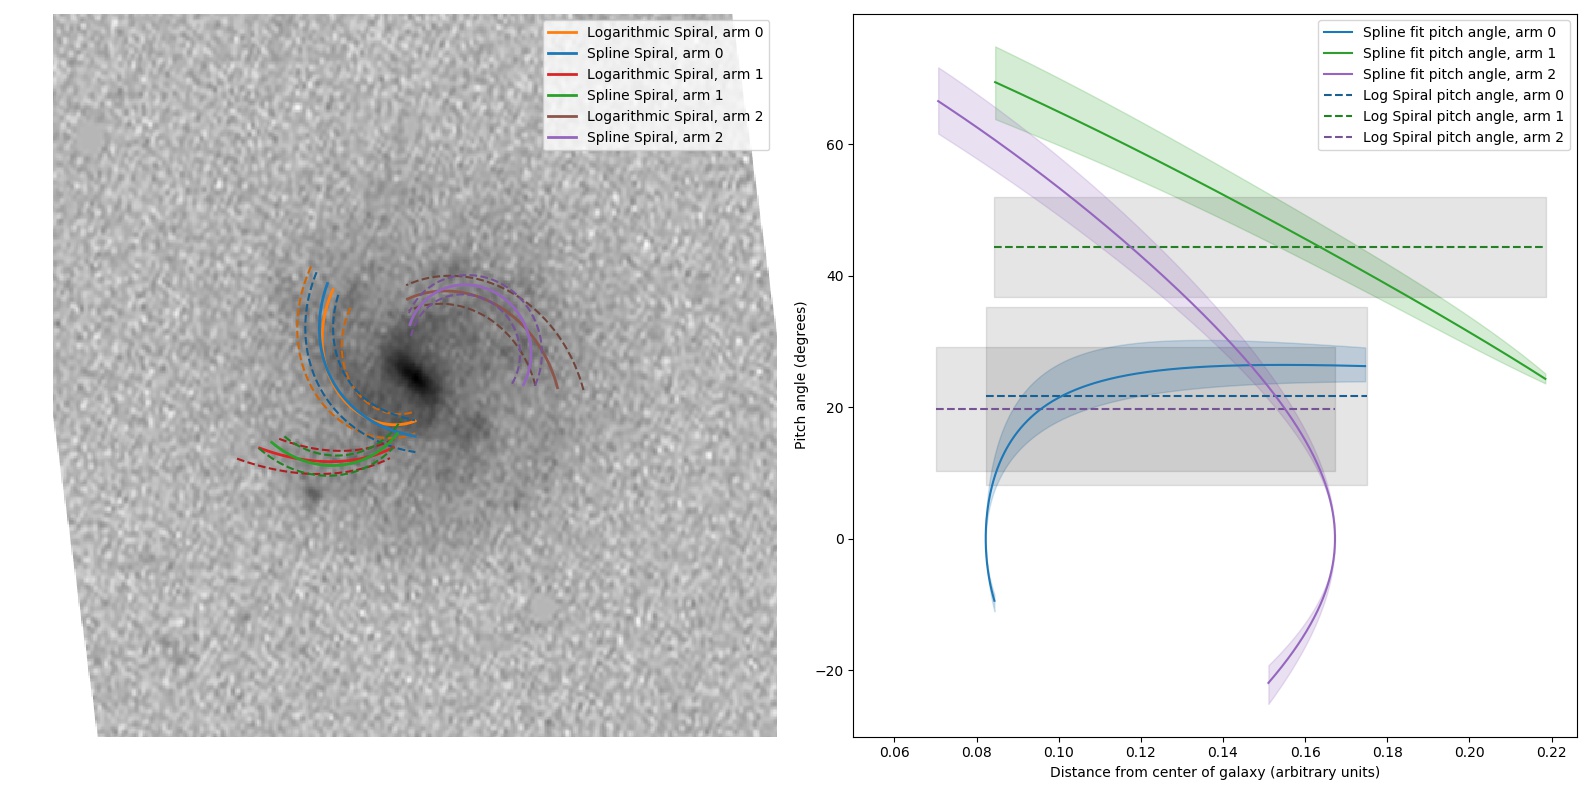 Logarithmic Spiral, arm 0
Spline Spiral, arm 0
Logarithmic Spiral, arm 1
Spline Spiral, arm 1
Logarithmic Spiral, arm 2
Spline Spiral, arm 2
Spline fit pitch angle, arm 0
Spline fit pitch angle, arm 1
Spline fit pitch angle, arm 2
Log Spiral pitch angle, arm 0
Log Spiral pitch angle, arm 1
Log Spiral pitch angle, arm 2
Pitch angle (degrees)
60
40
20
0
−20
0.06 0.08 0.10 0.12 0.14 0.16 0.18 0.20 0.22
Distance from center of galaxy (arbitrary units)